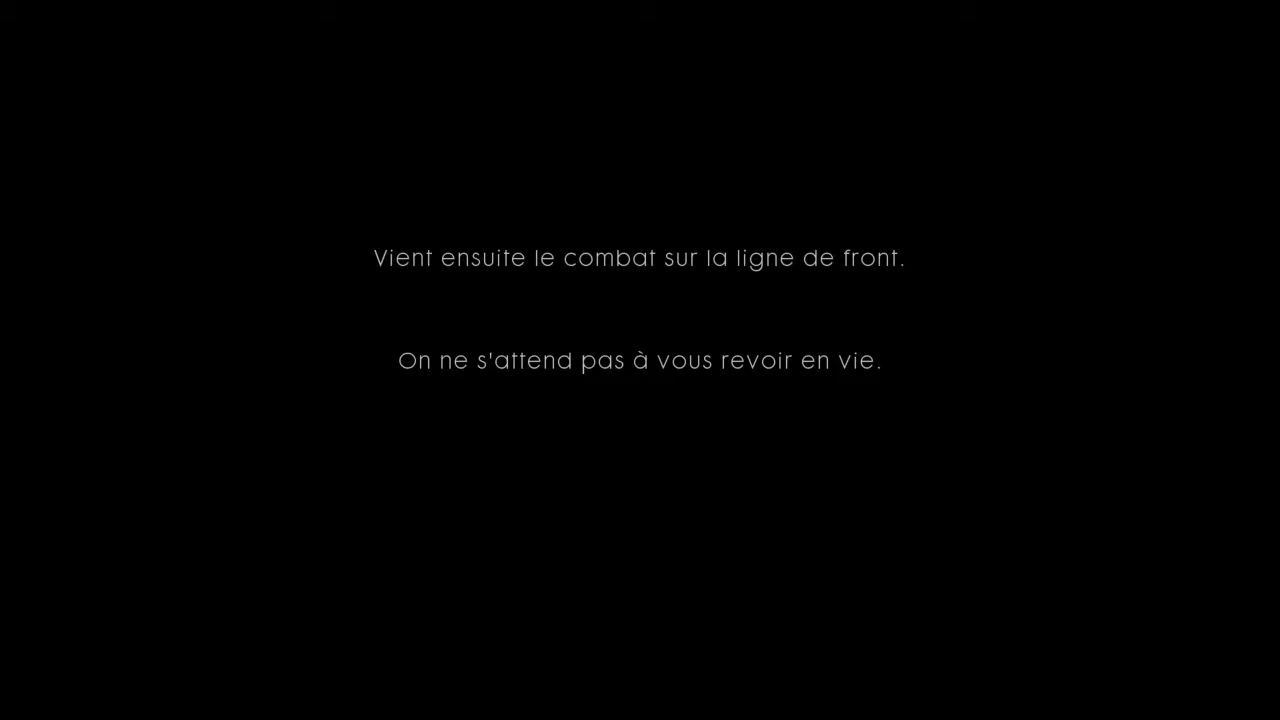 Vient ensuite le combat sur la ligne de front.
On ne s'attend pas à vous revoir en vie.